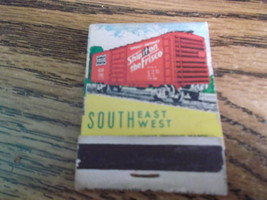 Ship it on
the Frisco!
SOUTH EAST
WEST